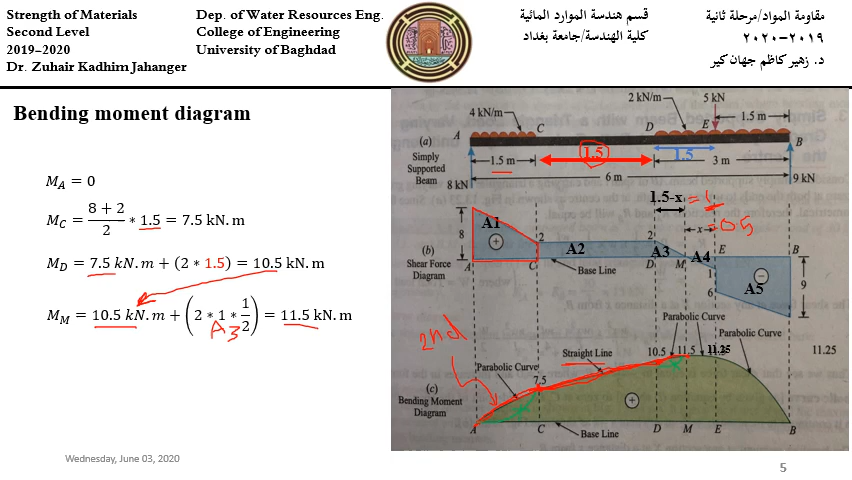 Strength of Materials
Second Level
2019-2020
Dr. Zuhair Kadhim Jahanger
Dep. of Water Resources Eng.
College of Engineering
University of Baghdad
قسم هندسة الموارد المائية
كلية الهندسة/جامعة بغداد
مقاومة المواد/مرحلة ثانية
٢٠١٩-٢٠٢٠
د. زهير كاظم جهان كير
Bending moment diagram
M_A = 0
M_C = (8 + 2)/2 * 1.5 = 7.5 kN. m
M_D = 7.5 kN. m + (2 * 1.5) = 10.5 kN. m
M_M = 10.5 kN. m + (2 * 1 * 1/2) = 11.5 kN. m
A3
2nd
4 kN/m
2 kN/m
5 kN
1.5 m
(a)
A
C
D
E
B
Simply
Supported
Beam
1.5 m
1.5
1.5
3 m
6 m
8 kN
9 kN
1.5-x
=1
x
=0.5
8
A1
+
2
A2
2
A3
A4
E
B
(b)
Shear Force
Diagram
A
C
Base Line
D
M
1
6
A5
−
9
Parabolic Curve
Parabolic Curve
Straight Line
10.5
11.5
11.25
11.25
Parabolic Curve
7.5
(c)
Bending Moment
Diagram
+
A
C
Base Line
D
M
E
B
Wednesday, June 03, 2020
5